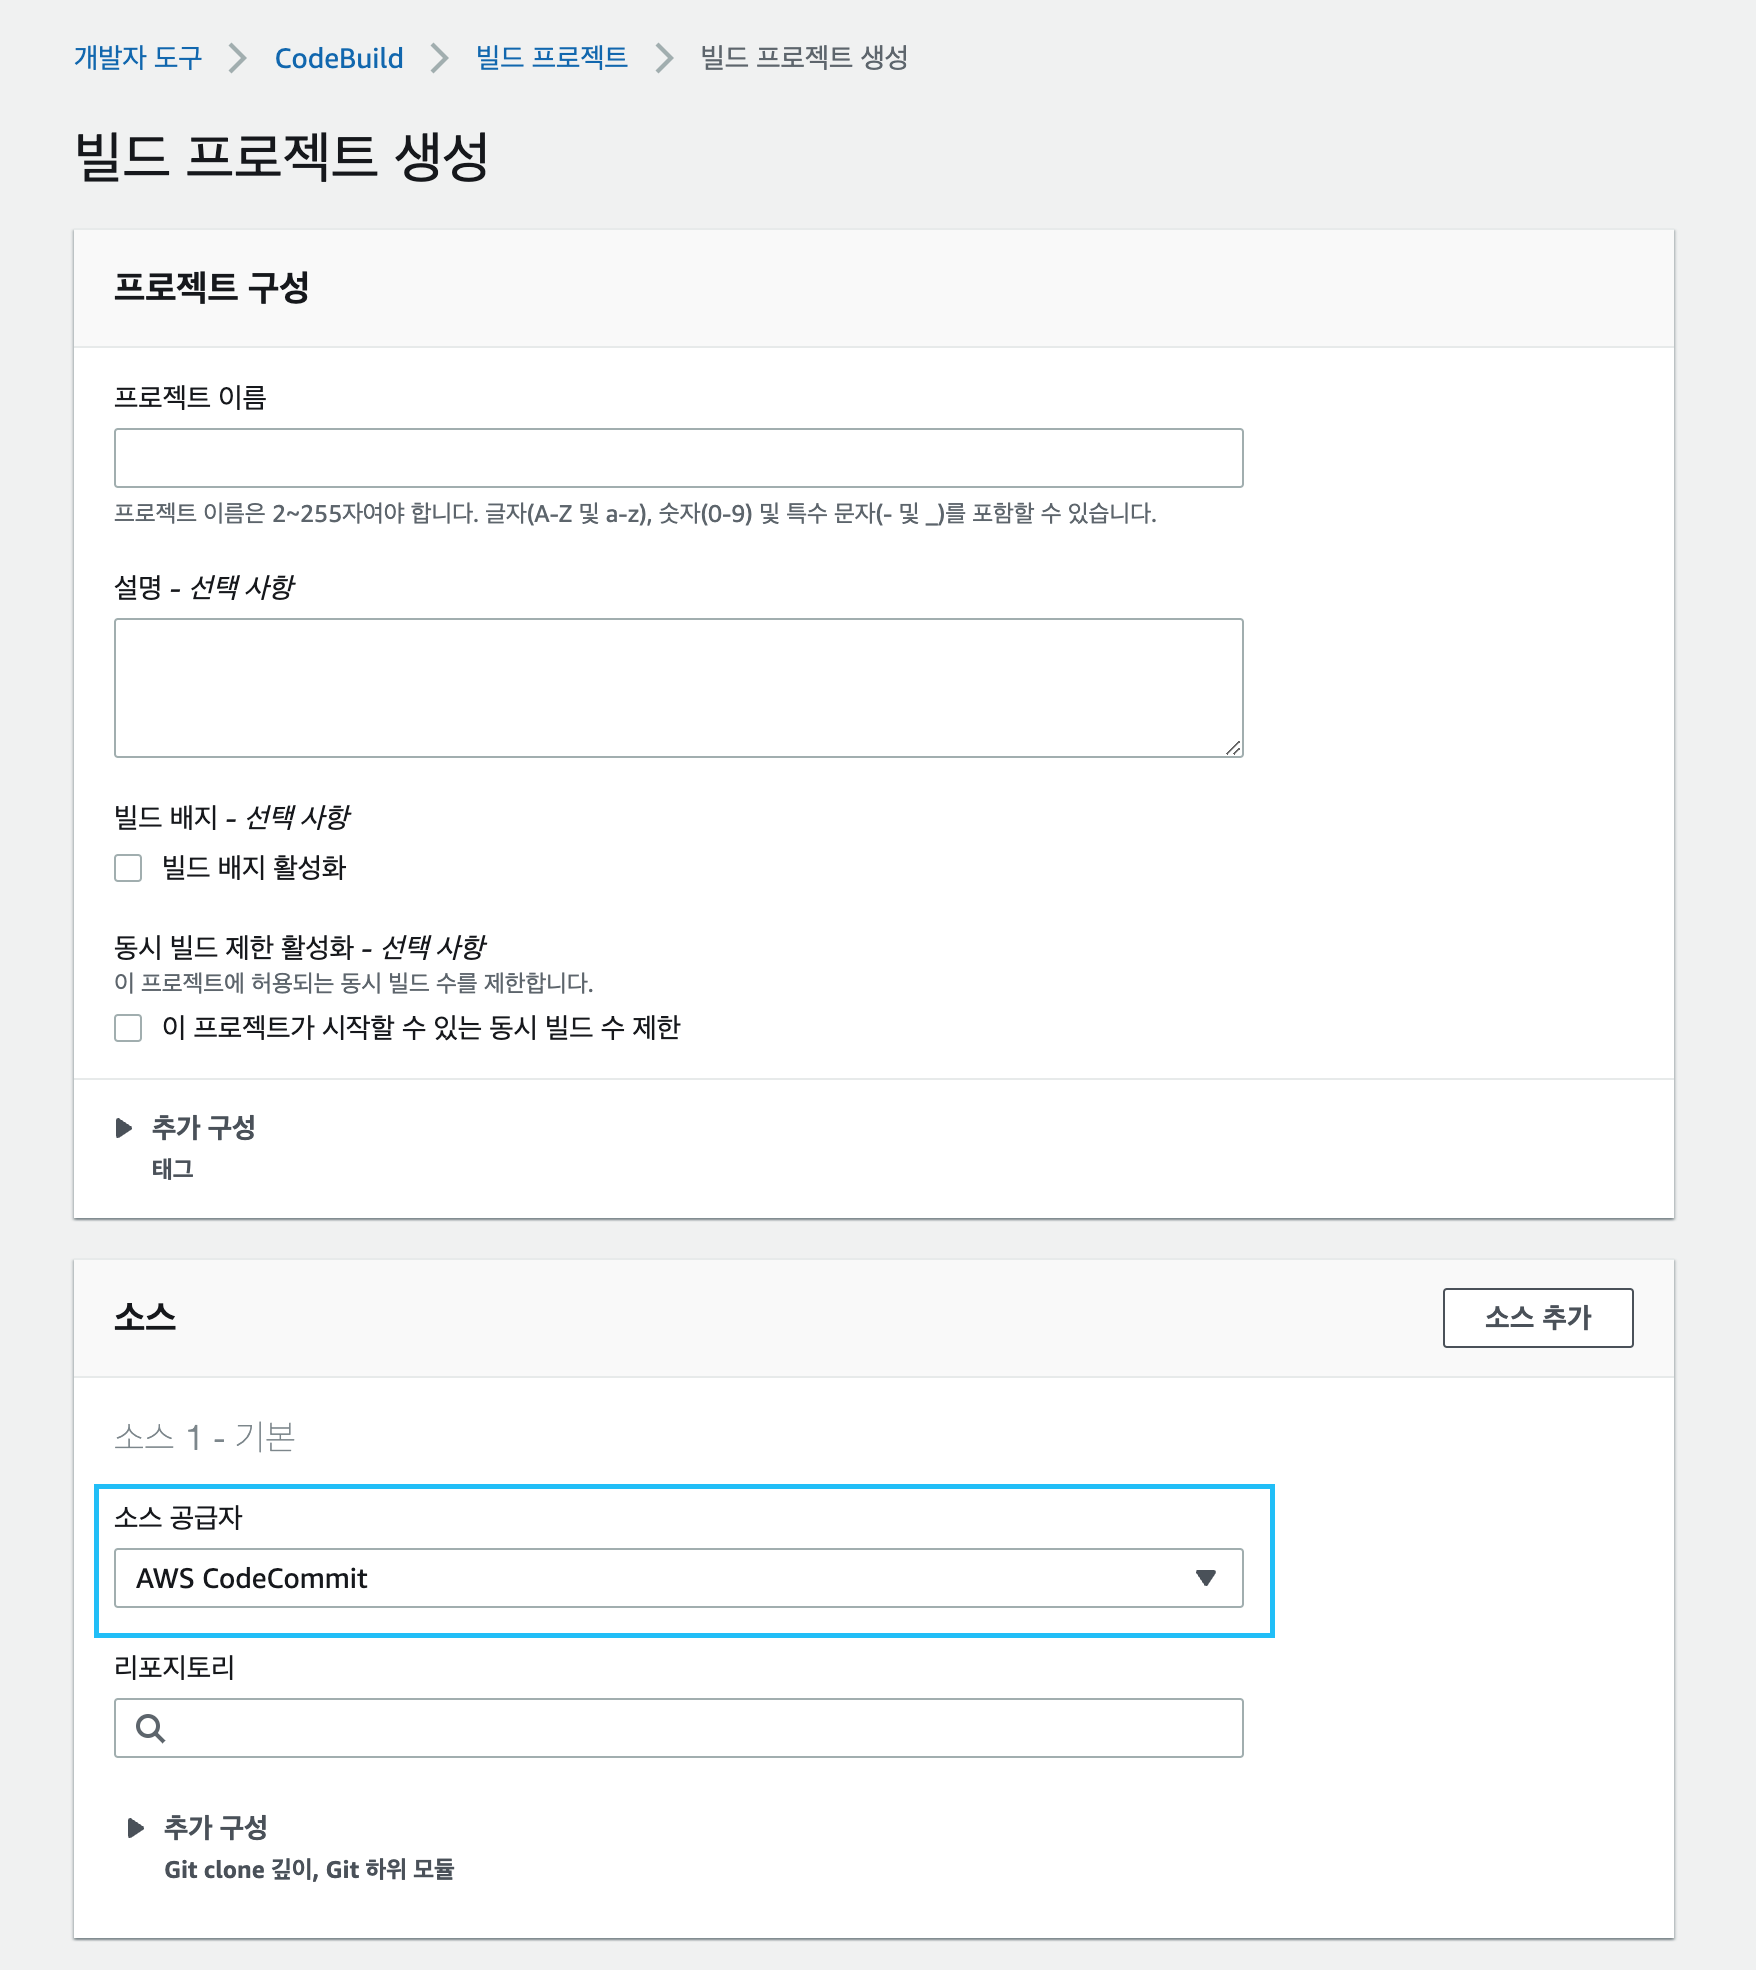 개발자 도구 > CodeBuild > 빌드 프로젝트 > 빌드 프로젝트 생성
빌드 프로젝트 생성
프로젝트 구성
프로젝트 이름
프로젝트 이름은 2~255자여야 합니다. 글자(A-Z 및 a-z), 숫자(0-9) 및 특수 문자(- 및 _)를 포함할 수 있습니다.
설명 - 선택 사항
빌드 배지 - 선택 사항
빌드 배지 활성화
동시 빌드 제한 활성화 - 선택 사항
이 프로젝트에 허용되는 동시 빌드 수를 제한합니다.
이 프로젝트가 시작할 수 있는 동시 빌드 수 제한
추가 구성
태그
소스
소스 추가
소스 1 - 기본
소스 공급자
AWS CodeCommit
리포지토리
추가 구성
Git clone 깊이, Git 하위 모듈